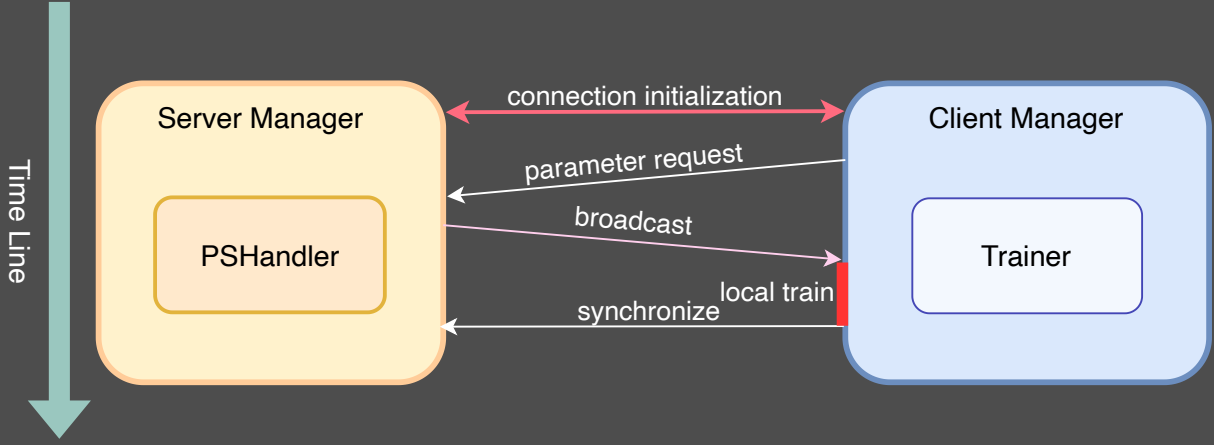 Time Line
Server Manager
PSHandler
connection initialization
parameter request
broadcast
local train
synchronize
Client Manager
Trainer